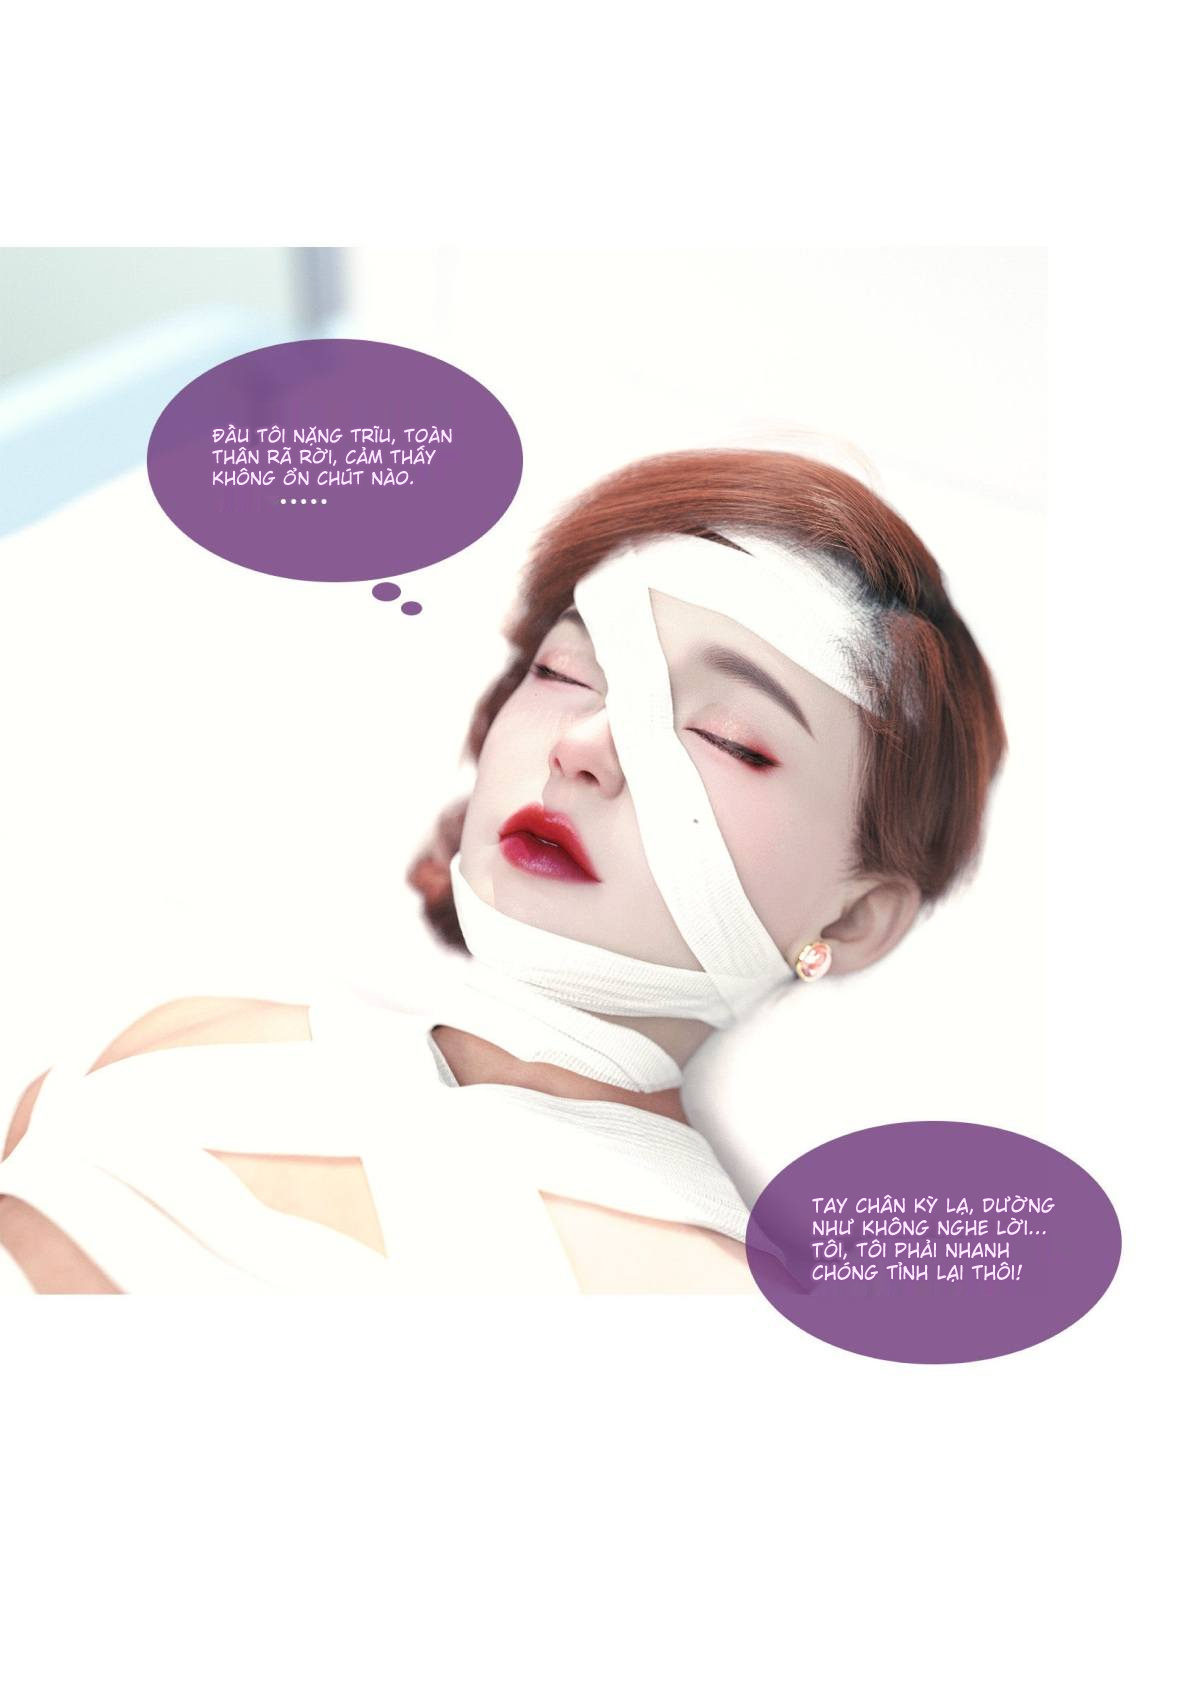 ĐẦU TÔI NẶNG TRĨU, TOÀN
THÂN RÃ RỜI, CẢM THẤY
KHÔNG ỔN CHÚT NÀO.
.....
TAY CHÂN KỲ LẠ, DƯỜNG
NHƯ KHÔNG NGHE LỜI...
TÔI, TÔI PHẢI NHANH
CHÓNG TỈNH LẠI THÔI!